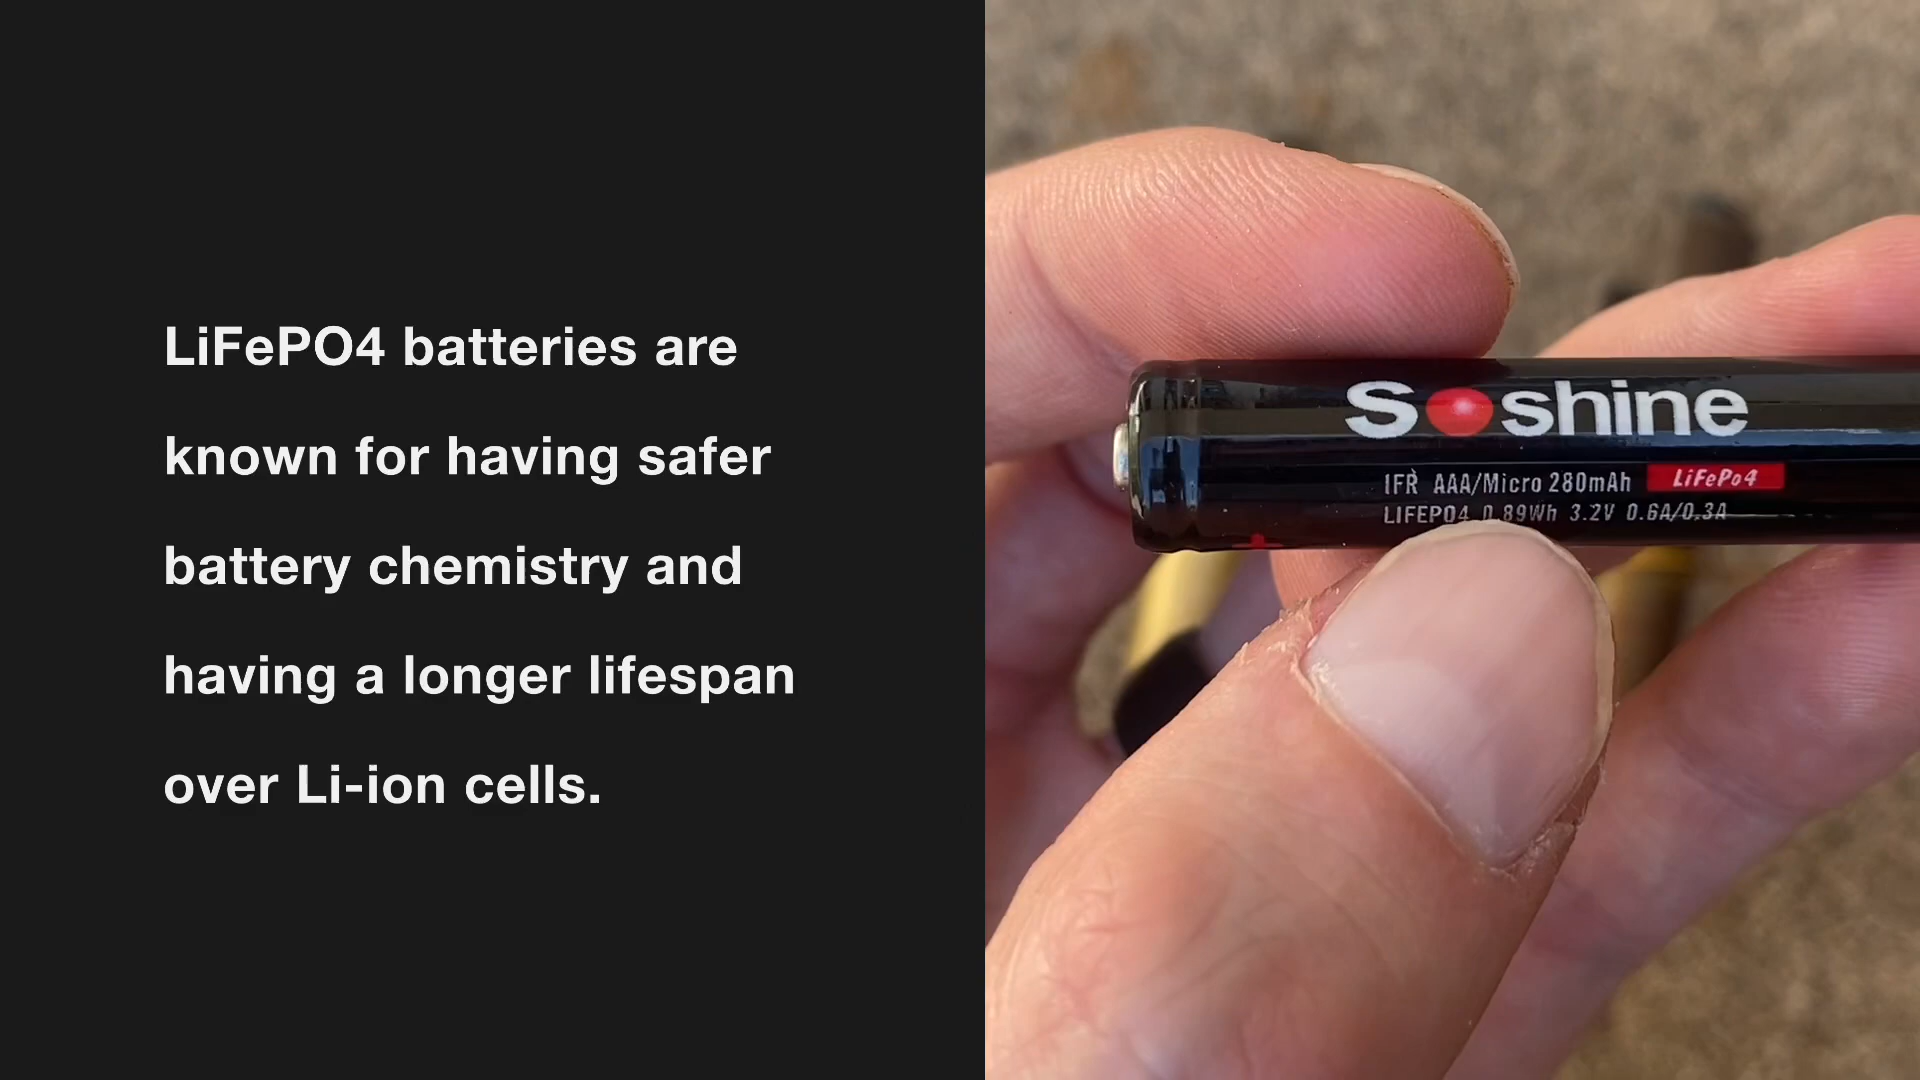 LiFePO4 batteries are
known for having safer
battery chemistry and
having a longer lifespan
over Li-ion cells.
Soshine
IFR AAA/Micro 280mAh LiFePo4
LIFEPO4 0.89Wh 3.2V 0.6A/0.3A